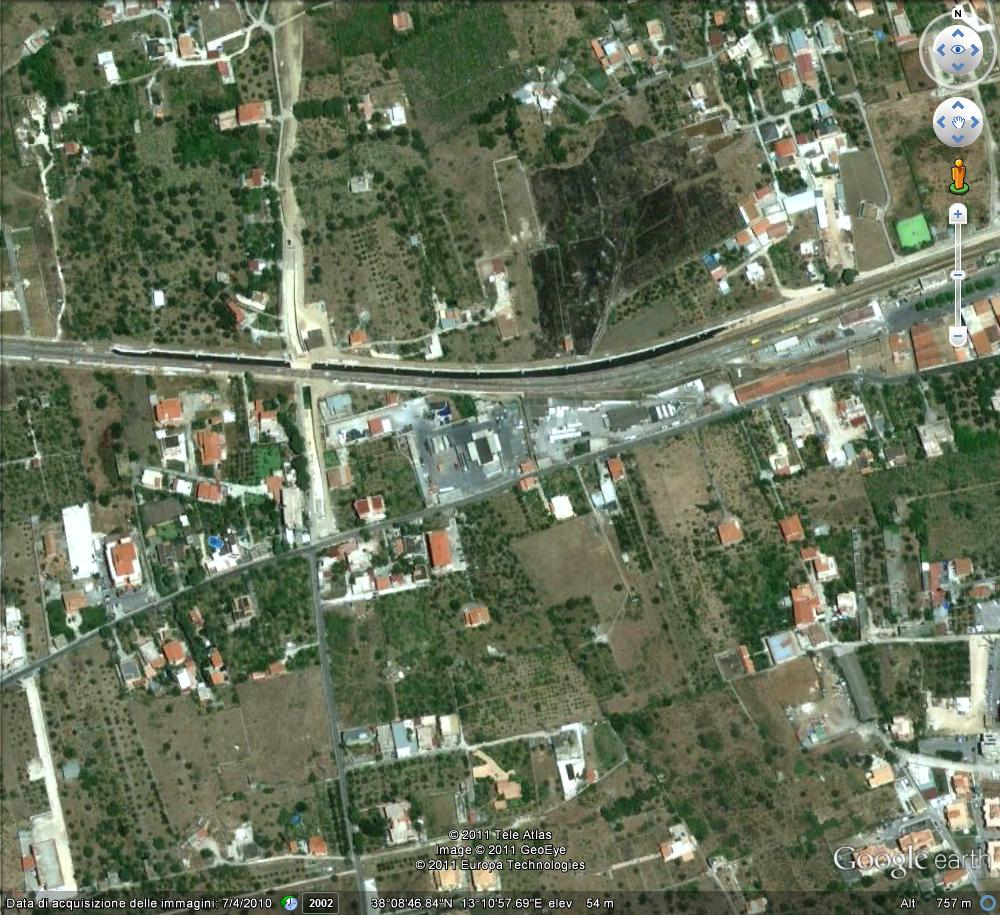 N
© 2011 Tele Atlas
Image © 2011 GeoEye
© 2011 Europa Technologies
Google earth
Data di acquisizione delle immagini: 7/4/2010 2002 38°08'46.84"N 13°10'57.69"E elev 54 m Alt 757 m